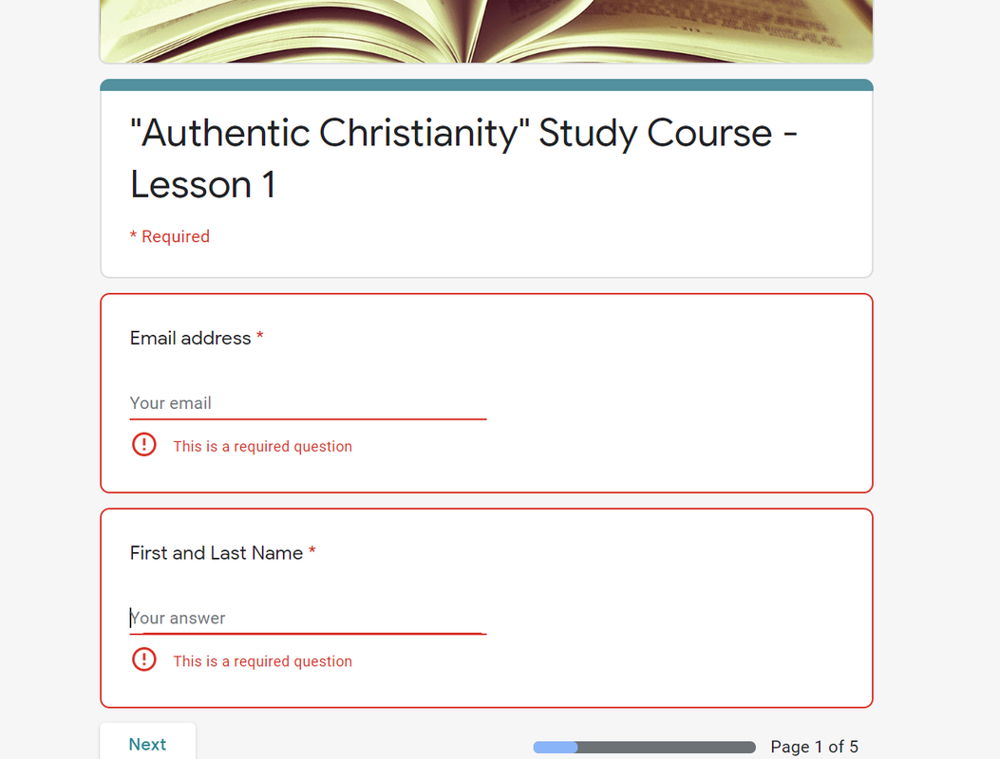 "Authentic Christianity" Study Course -
Lesson 1
* Required
Email address *
Your email
This is a required question
First and Last Name *
Your answer
This is a required question
Next
Page 1 of 5